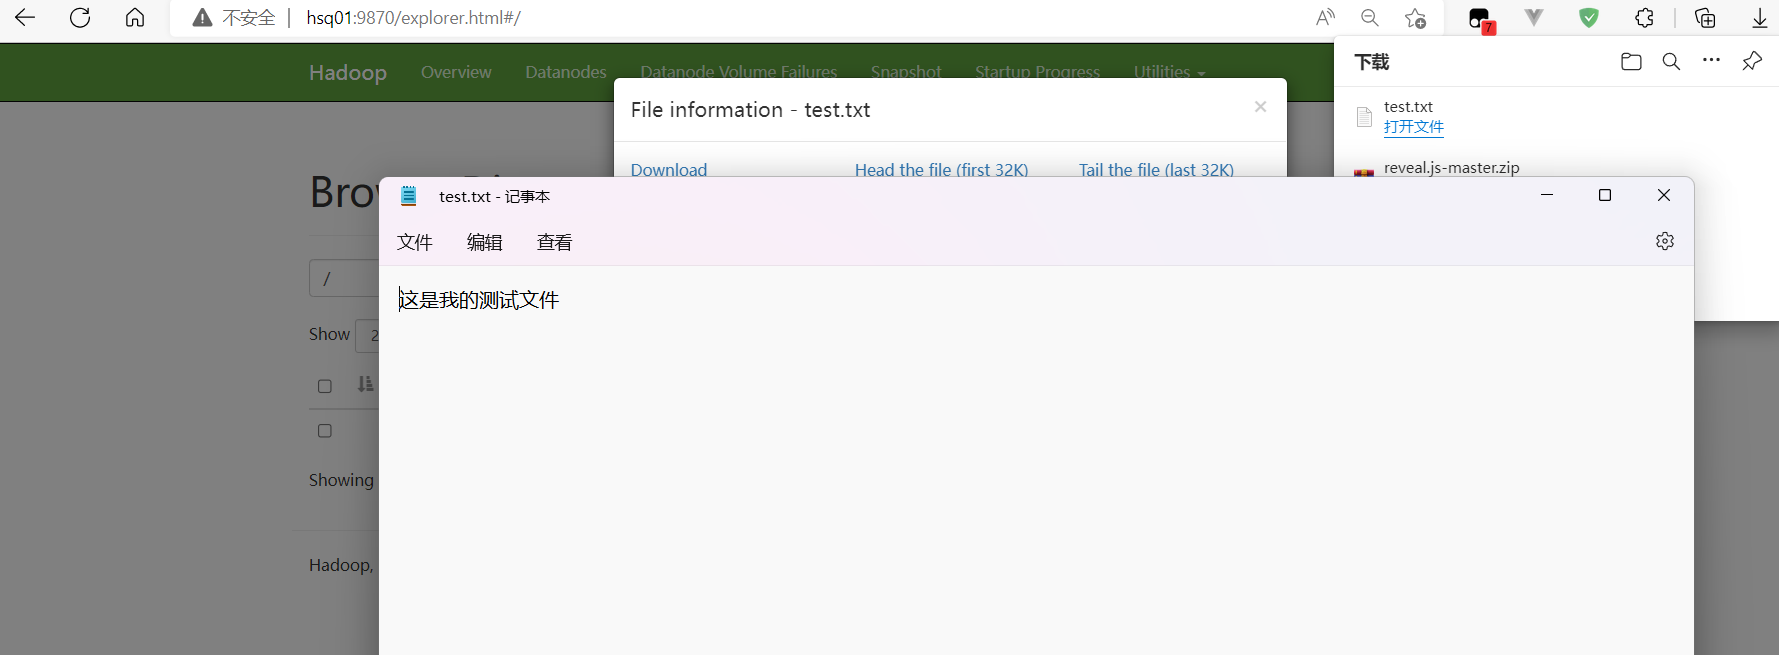 不安全 hsq01:9870/explorer.html#/
7
Hadoop Overview Datanodes Datanode Volume Failures Snapshot Startup Progress Utilities
下载
test.txt
打开文件
reveal.js-master.zip
File information - test.txt ×
Download Head the file (first 32K) Tail the file (last 32K)
test.txt - 记事本
文件 编辑 查看
这是我的测试文件
/
Show 2
Showing
Hadoop,